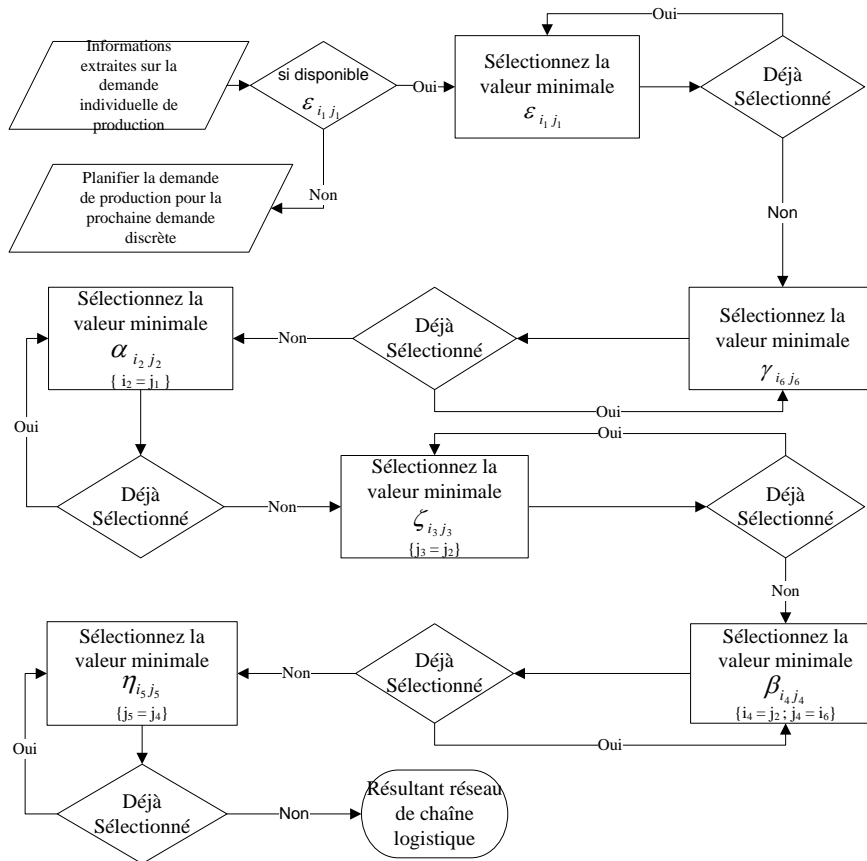 Oui
Informations
extraites sur la
demande
individuelle de
production
si disponible
ε i₁ j₁
Oui
Sélectionnez la
valeur minimale
ε i₁ j₁
Déjà
Sélectionné
Non
Planifier la demande
de production pour la
prochaine demande
discrète
Non
Sélectionnez la
valeur minimale
α i₂ j₂
{ i₂ = j₁ }
Non
Déjà
Sélectionné
Sélectionnez la
valeur minimale
γ i₆ j₆
Oui
Oui
Oui
Déjà
Sélectionné
Non
Sélectionnez la
valeur minimale
ζ i₃ j₃
{j₃ = j₂}
Déjà
Sélectionné
Non
Sélectionnez la
valeur minimale
η i₅ j₅
{j₅ = j₄}
Non
Déjà
Sélectionné
Sélectionnez la
valeur minimale
β i₄ j₄
{i₄ = j₂ ; j₄ = i₆}
Oui
Oui
Déjà
Sélectionné
Non
Résultant réseau
de chaîne
logistique